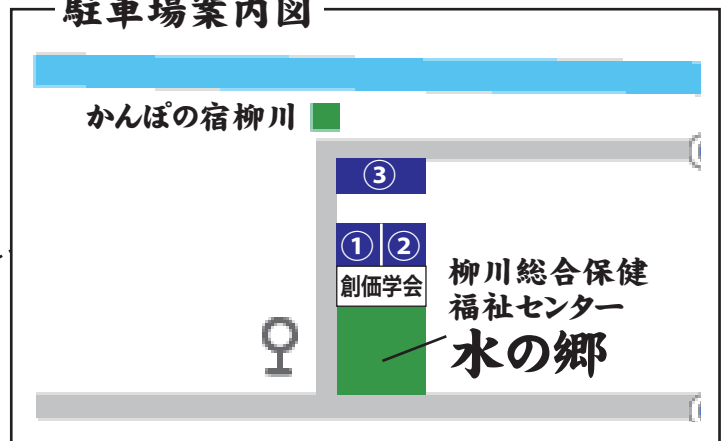 駐車場案内図
かんぽの宿柳川
③
① ②
創価学会
柳川総合保健
福祉センター
水の郷